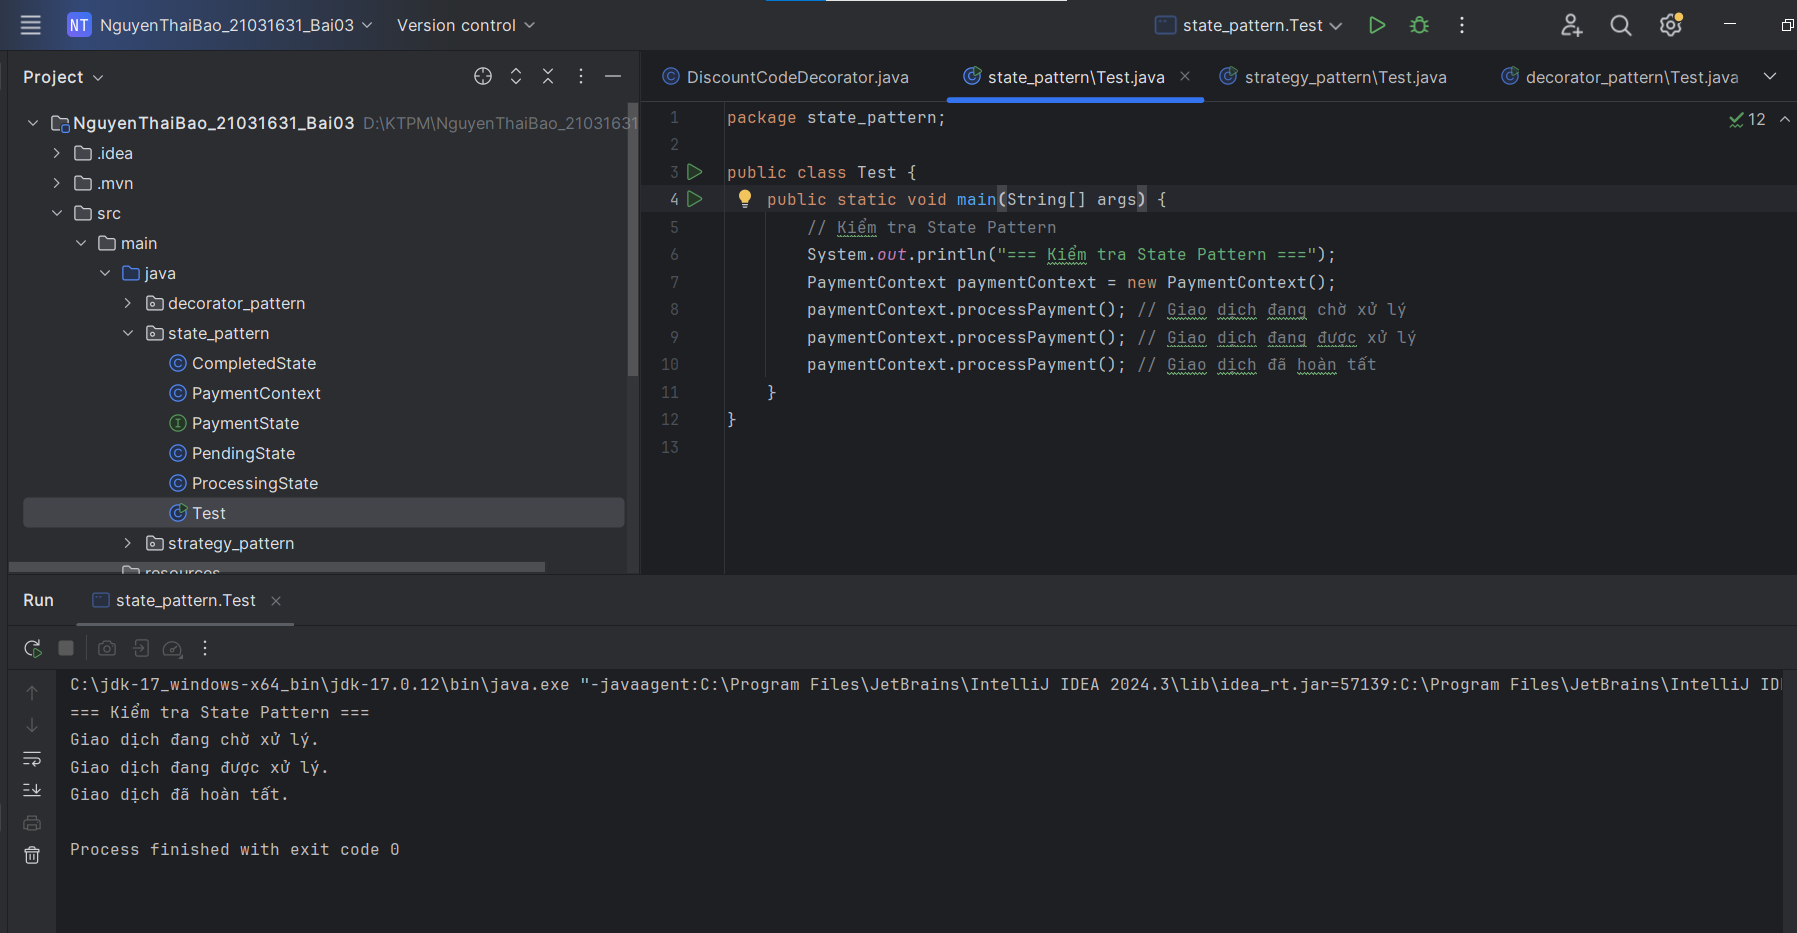 NT NguyenThaiBao_21031631_Bai03 Version control state_pattern.Test
Project
NguyenThaiBao_21031631_Bai03 D:\KTPM\NguyenThaiBao_21031631
.idea
.mvn
src
main
java
decorator_pattern
state_pattern
CompletedState
PaymentContext
PaymentState
PendingState
ProcessingState
Test
strategy_pattern
resources
DiscountCodeDecorator.java state_pattern\Test.java strategy_pattern\Test.java decorator_pattern\Test.java
12
1 package state_pattern;
2
3 public class Test {
4 public static void main(String[] args) {
5 // Kiểm tra State Pattern
6 System.out.println("=== Kiểm tra State Pattern ===");
7 PaymentContext paymentContext = new PaymentContext();
8 paymentContext.processPayment(); // Giao dịch đang chờ xử lý
9 paymentContext.processPayment(); // Giao dịch đang được xử lý
10 paymentContext.processPayment(); // Giao dịch đã hoàn tất
11 }
12 }
13
Run state_pattern.Test
C:\jdk-17_windows-x64_bin\jdk-17.0.12\bin\java.exe "-javaagent:C:\Program Files\JetBrains\IntelliJ IDEA 2024.3\lib\idea_rt.jar=57139:C:\Program Files\JetBrains\IntelliJ
=== Kiểm tra State Pattern ===
Giao dịch đang chờ xử lý.
Giao dịch đang được xử lý.
Giao dịch đã hoàn tất.
Process finished with exit code 0